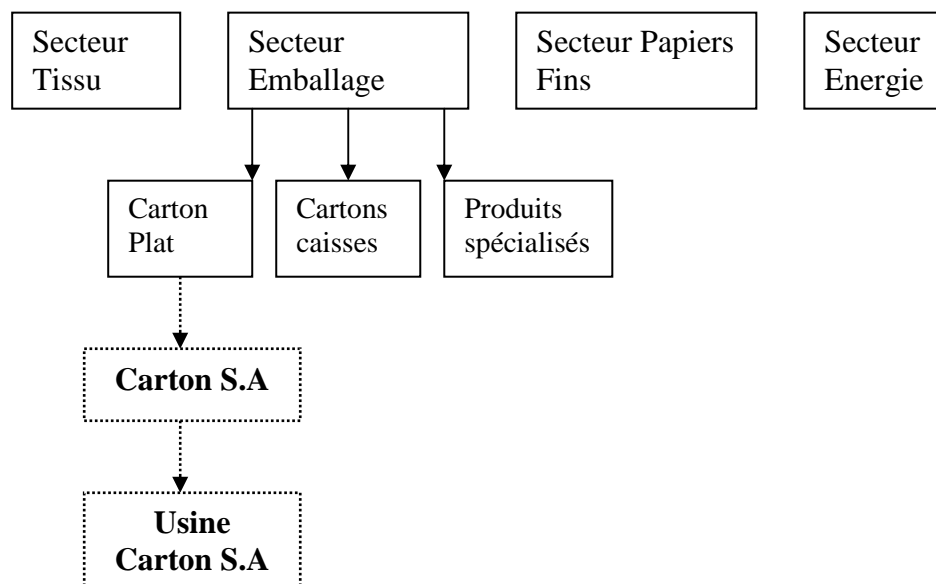 Secteur
Tissu
Secteur
Emballage
Secteur Papiers
Fins
Secteur
Energie
Carton
Plat
Cartons
caisses
Produits
spécialisés
Carton S.A
Usine
Carton S.A